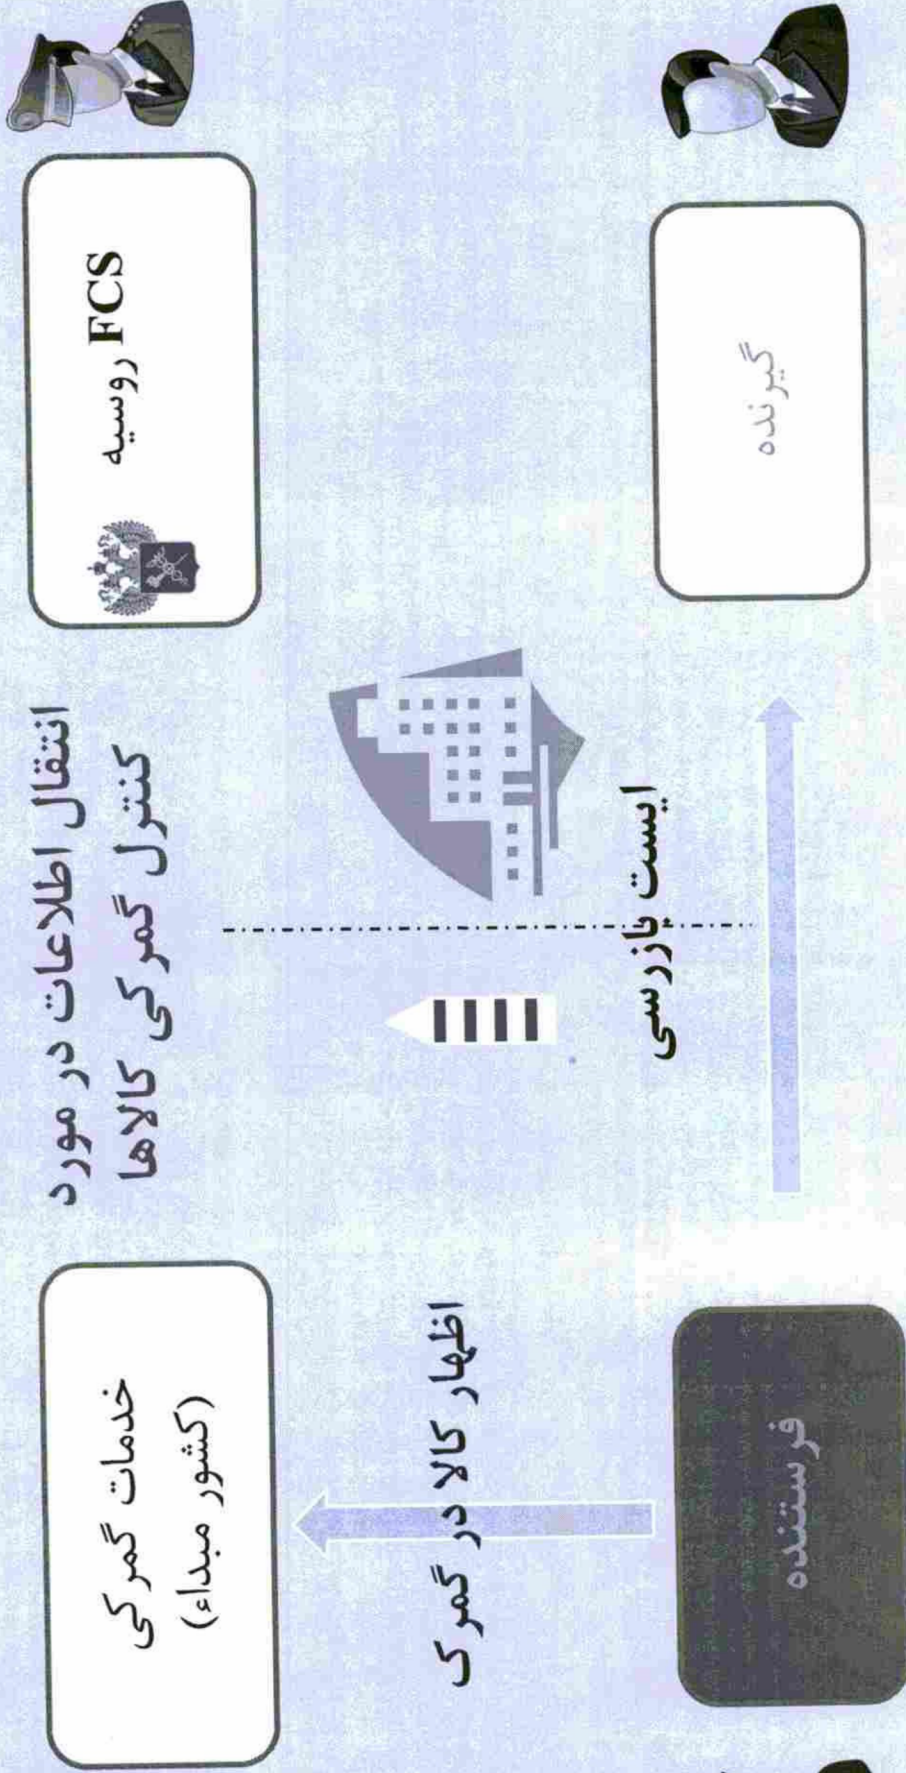 انتقال اطلاعات در مورد
کنترل گمرکی کالاها
FCS روسیه
خدمات گمرکی
(کشور مبداء)
اظهار کالا در گمرک
ایست بازرسی
گیرنده
فرستنده